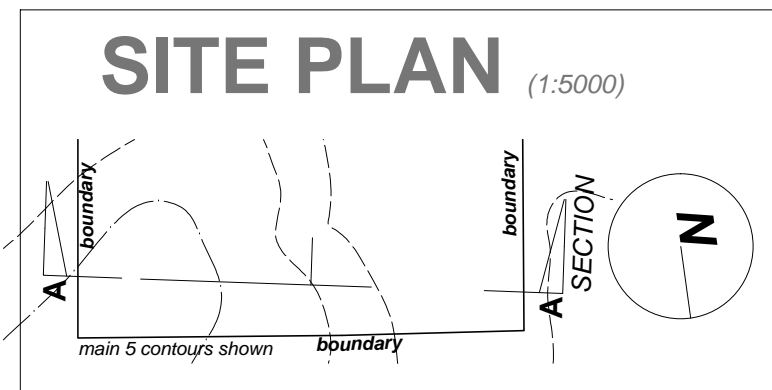 SITE PLAN (1:5000)
boundary
boundary
SECTION
N
A
A
main 5 contours shown
boundary